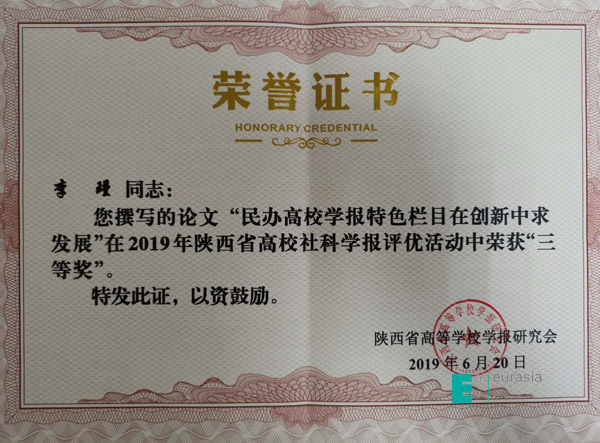 荣誉证书
HONORARY CREDENTIAL
李 瑾 同志：
您撰写的论文“民办高校学报特色栏目在创新中求
发展”在2019年陕西省高校社科学报评优活动中荣获“三
等奖”。
特发此证，以资鼓励。
陕西省高等学校学报研究会
2019年6月20日
eurasia